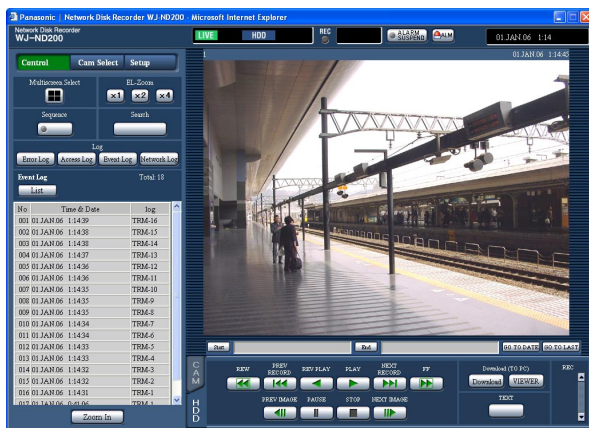 Panasonic | Network Disk Recorder WJ-ND200 - Microsoft Internet Explorer
Network Disk Recorder
WJ-ND200
LIVE HDD REC ALARM SUSPEND ALM 01.JAN.06 1:14
Control Cam Select Setup
1 01.JAN.06 1:14:45
Multiscreen Select EL-Zoom
x1 x2 x4
Sequence Search
Log
Error Log Access Log Event Log Network Log
Event Log Total: 18
List
No Time & Date log
001 01.JAN.06 1:14:39 TRM-16
002 01.JAN.06 1:14:38 TRM-15
003 01.JAN.06 1:14:38 TRM-14
004 01.JAN.06 1:14:37 TRM-13
005 01.JAN.06 1:14:36 TRM-12
006 01.JAN.06 1:14:36 TRM-11
007 01.JAN.06 1:14:35 TRM-10
008 01.JAN.06 1:14:35 TRM-9
009 01.JAN.06 1:14:35 TRM-8
010 01.JAN.06 1:14:34 TRM-7
011 01.JAN.06 1:14:34 TRM-6
012 01.JAN.06 1:14:33 TRM-5
013 01.JAN.06 1:14:33 TRM-4
014 01.JAN.06 1:14:32 TRM-3
015 01.JAN.06 1:14:32 TRM-2
016 01.JAN.06 1:14:31 TRM-1
017 01.JAN.06 0:41:06 TRM-1
Zoom In
Start End GO TO DATE GO TO LAST
CAM
HDD
REW PREV RECORD REV PLAY PLAY NEXT RECORD FF
PREV IMAGE PAUSE STOP NEXT IMAGE
Download (TO PC)
Download VIEWER
TEXT
REC